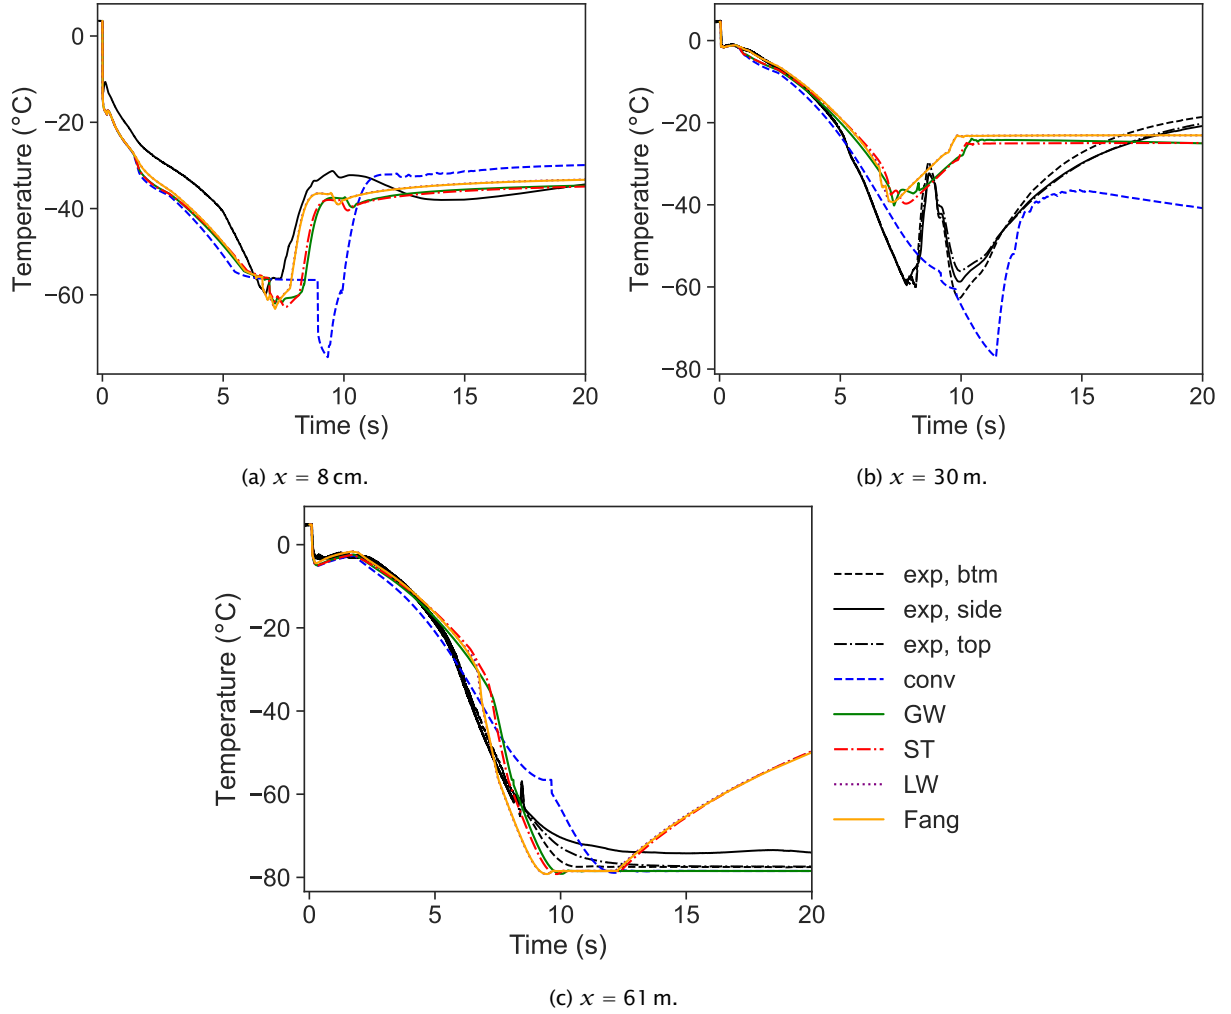 0
−20
−40
−60
Temperature (°C)
0 5 10 15 20
Time (s)
(a) x = 8 cm.
0
−20
−40
−60
−80
Temperature (°C)
0 5 10 15 20
Time (s)
(b) x = 30 m.
0
−20
−40
−60
−80
Temperature (°C)
0 5 10 15 20
Time (s)
exp, btm
exp, side
exp, top
conv
GW
ST
LW
Fang
(c) x = 61 m.